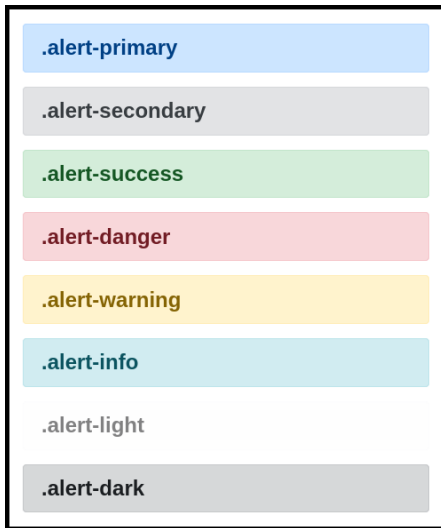 .alert-primary
.alert-secondary
.alert-success
.alert-danger
.alert-warning
.alert-info
.alert-light
.alert-dark